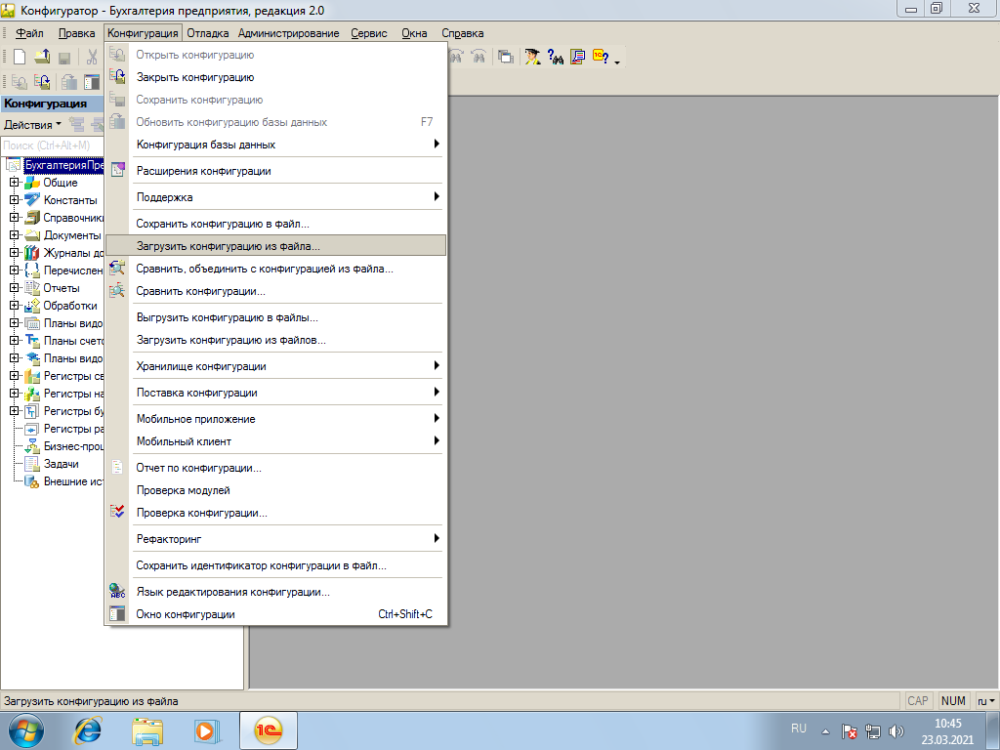 Конфигуратор - Бухгалтерия предприятия, редакция 2.0
Файл Правка Конфигурация Отладка Администрирование Сервис Окна Справка
Конфигурация
Действия
Поиск (Ctrl+Alt+M)
БухгалтерияПре
Общие
Константы
Справочники
Документы
Журналы до
Перечислен
Отчеты
Обработки
Планы видо
Планы счето
Планы видо
Регистры св
Регистры на
Регистры бу
Регистры ра
Бизнес-проц
Задачи
Внешние ис
Открыть конфигурацию
Закрыть конфигурацию
Сохранить конфигурацию
Обновить конфигурацию базы данных F7
Конфигурация базы данных
Расширения конфигурации
Поддержка
Сохранить конфигурацию в файл...
Загрузить конфигурацию из файла...
Сравнить, объединить с конфигурацией из файла...
Сравнить конфигурации...
Выгрузить конфигурацию в файлы...
Загрузить конфигурацию из файлов...
Хранилище конфигурации
Поставка конфигурации
Мобильное приложение
Мобильный клиент
Отчет по конфигурации...
Проверка модулей
Проверка конфигурации...
Рефакторинг
Сохранить идентификатор конфигурации в файл...
Язык редактирования конфигурации...
Окно конфигурации Ctrl+Shift+C
Загрузить конфигурацию из файла
CAP NUM ru
RU
10:45
23.03.2021